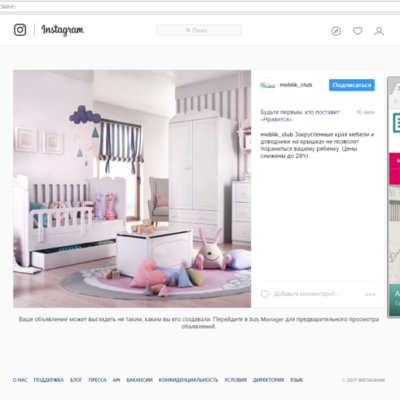 Instagram
Поиск
meblik_club
Подписаться
Будьте первым, кто поставит «Нравится».
10 мин
meblik_club Закругленные края мебели и
доводчики на крышках не позволят
пораниться вашему ребенку. Цены
снижены до 28%!
Добавьте комментарий...
Ваше объявление может выглядеть не таким, каким вы его создавали. Перейдите в Ads Manager для предварительного просмотра
объявлений.
О НАС ПОДДЕРЖКА БЛОГ ПРЕССА API ВАКАНСИИ КОНФИДЕНЦИАЛЬНОСТЬ УСЛОВИЯ ДИРЕКТОРИЯ ЯЗЫК
© 2017 INSTAGRAM